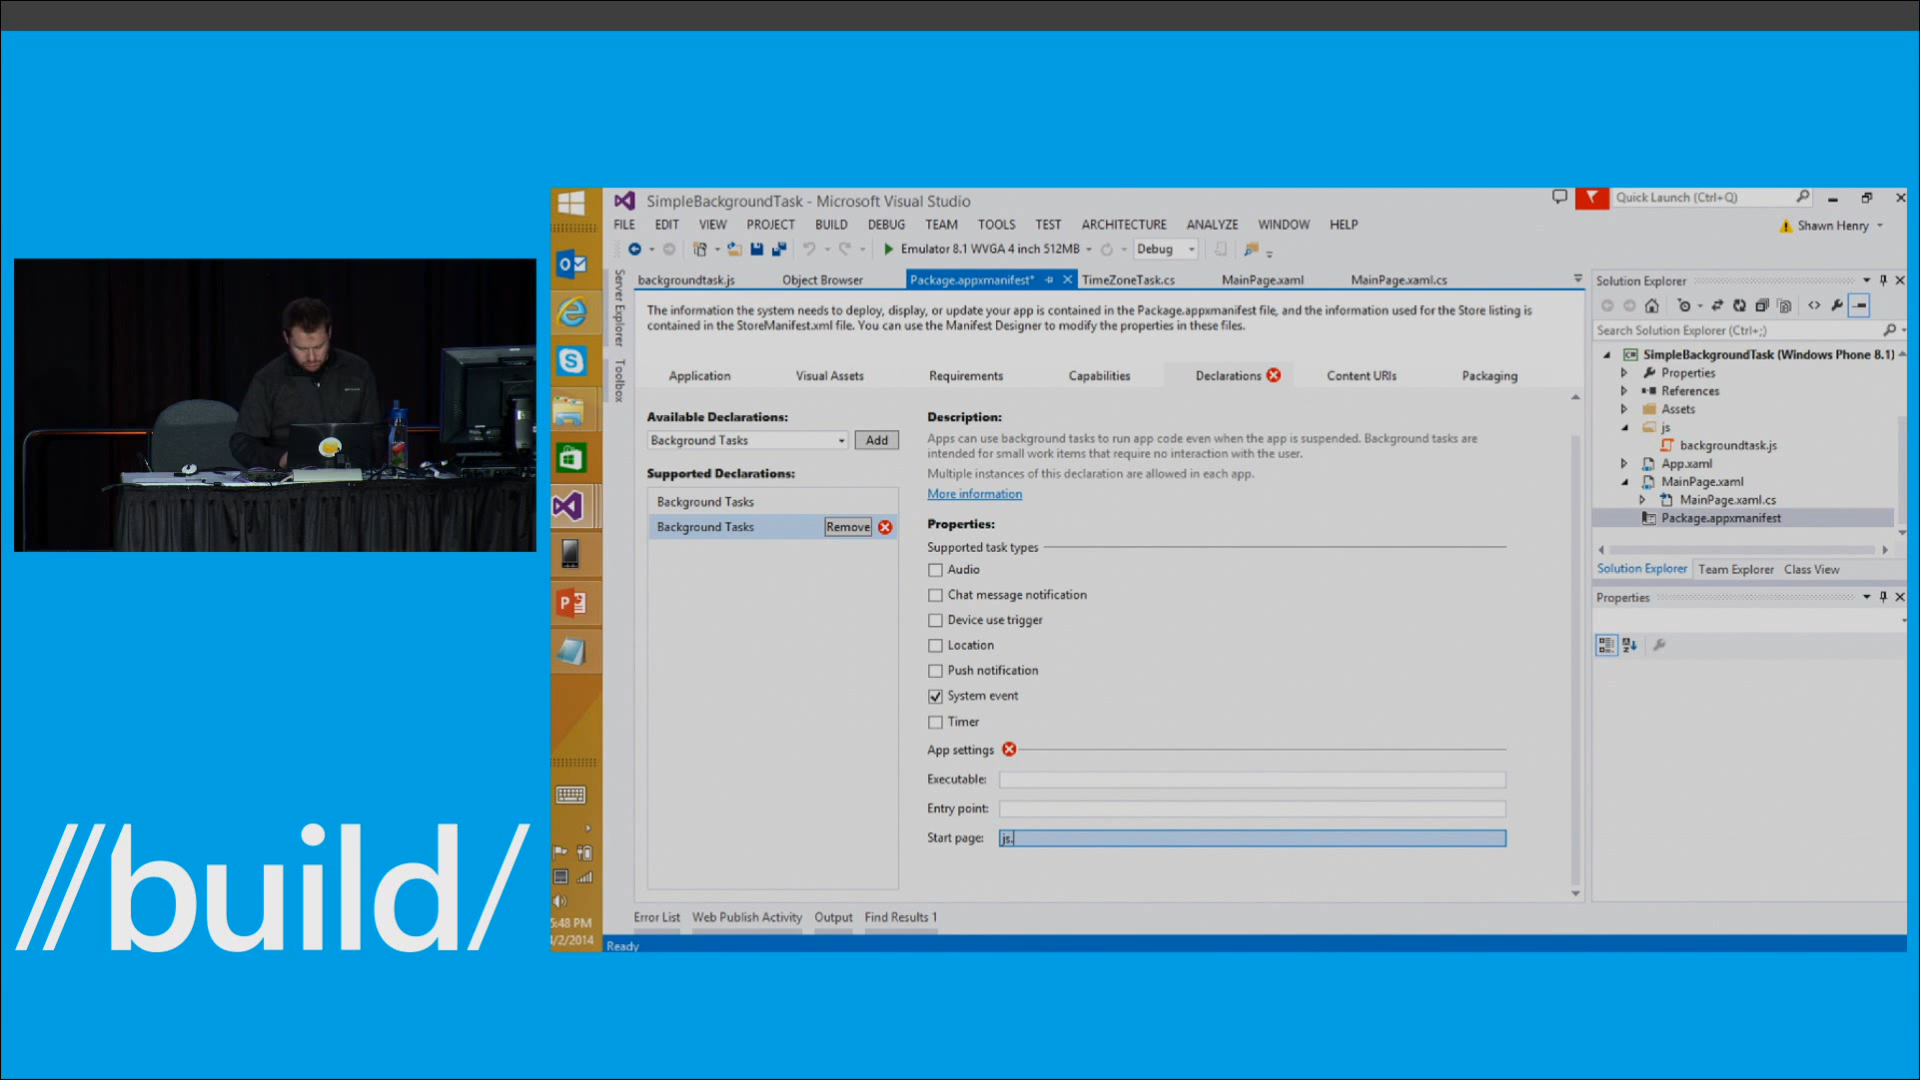 SimpleBackgroundTask - Microsoft Visual Studio
Quick Launch (Ctrl+Q)
FILE EDIT VIEW PROJECT BUILD DEBUG TEAM TOOLS TEST ARCHITECTURE ANALYZE WINDOW HELP
Shawn Henry
Emulator 8.1 WVGA 4 inch 512MB
Debug
Server Explorer
Toolbox
backgroundtask.js Object Browser Package.appxmanifest* TimeZoneTask.cs MainPage.xaml MainPage.xaml.cs
The information the system needs to deploy, display, or update your app is contained in the Package.appxmanifest file, and the information used for the Store listing is
contained in the StoreManifest.xml file. You can use the Manifest Designer to modify the properties in these files.
Application Visual Assets Requirements Capabilities Declarations Content URIs Packaging
Available Declarations:
Background Tasks
Add
Supported Declarations:
Background Tasks
Background Tasks
Remove
Description:
Apps can use background tasks to run app code even when the app is suspended. Background tasks are
intended for small work items that require no interaction with the user.
Multiple instances of this declaration are allowed in each app.
More information
Properties:
Supported task types
Audio
Chat message notification
Device use trigger
Location
Push notification
System event
Timer
App settings
Executable:
Entry point:
Start page: js.
Solution Explorer
Search Solution Explorer (Ctrl+;)
SimpleBackgroundTask (Windows Phone 8.1)
Properties
References
Assets
js
backgroundtask.js
App.xaml
MainPage.xaml
MainPage.xaml.cs
Package.appxmanifest
Solution Explorer Team Explorer Class View
Properties
Error List Web Publish Activity Output Find Results 1
Ready
5:48 PM
4/2/2014
//build/